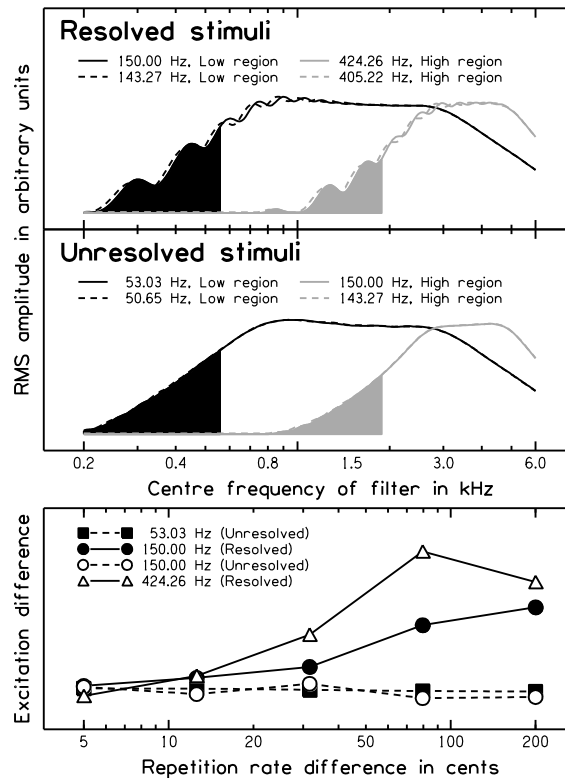 Resolved stimuli
150.00 Hz, Low region
424.26 Hz, High region
143.27 Hz, Low region
405.22 Hz, High region
RMS amplitude in arbitrary units
Unresolved stimuli
53.03 Hz, Low region
150.00 Hz, High region
50.65 Hz, Low region
143.27 Hz, High region
0.2 0.4 0.8 1.5 3.0 6.0
Centre frequency of filter in kHz
53.03 Hz (Unresolved)
150.00 Hz (Resolved)
150.00 Hz (Unresolved)
424.26 Hz (Resolved)
Excitation difference
5 10 20 50 100 200
Repetition rate difference in cents